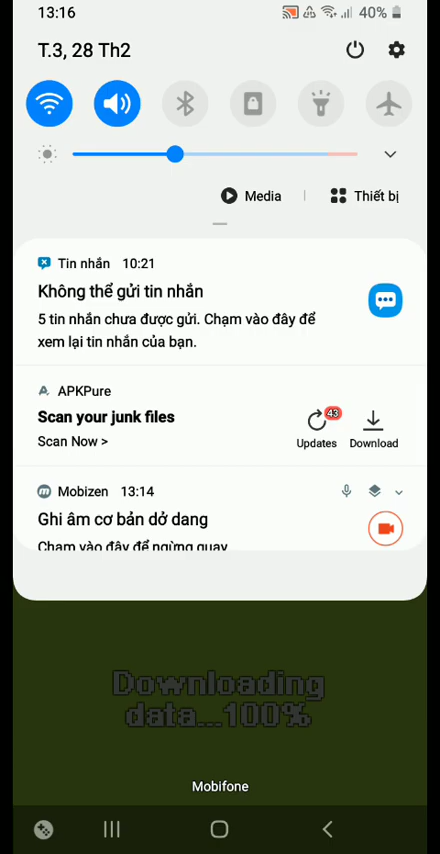 13:16
40%
T.3, 28 Th2
Media
Thiết bị
Tin nhắn 10:21
Không thể gửi tin nhắn
5 tin nhắn chưa được gửi. Chạm vào đây để
xem lại tin nhắn của bạn.
APKPure
Scan your junk files
Scan Now >
43
Updates
Download
Mobizen 13:14
Ghi âm cơ bản dở dang
Chạm vào đây để ngừng quay
Downloading
data...100%
Mobifone